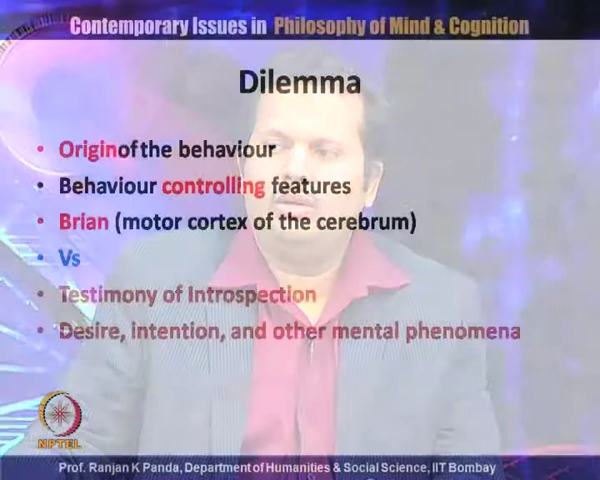 Contemporary Issues in Philosophy of Mind & Cognition
Dilemma
• Originof the behaviour
• Behaviour controlling features
• Brian (motor cortex of the cerebrum)
• Vs
• Testimony of Introspection
• Desire, intention, and other mental phenomena
NPTEL
Prof. Ranjan K Panda, Department of Humanities & Social Science, IIT Bombay